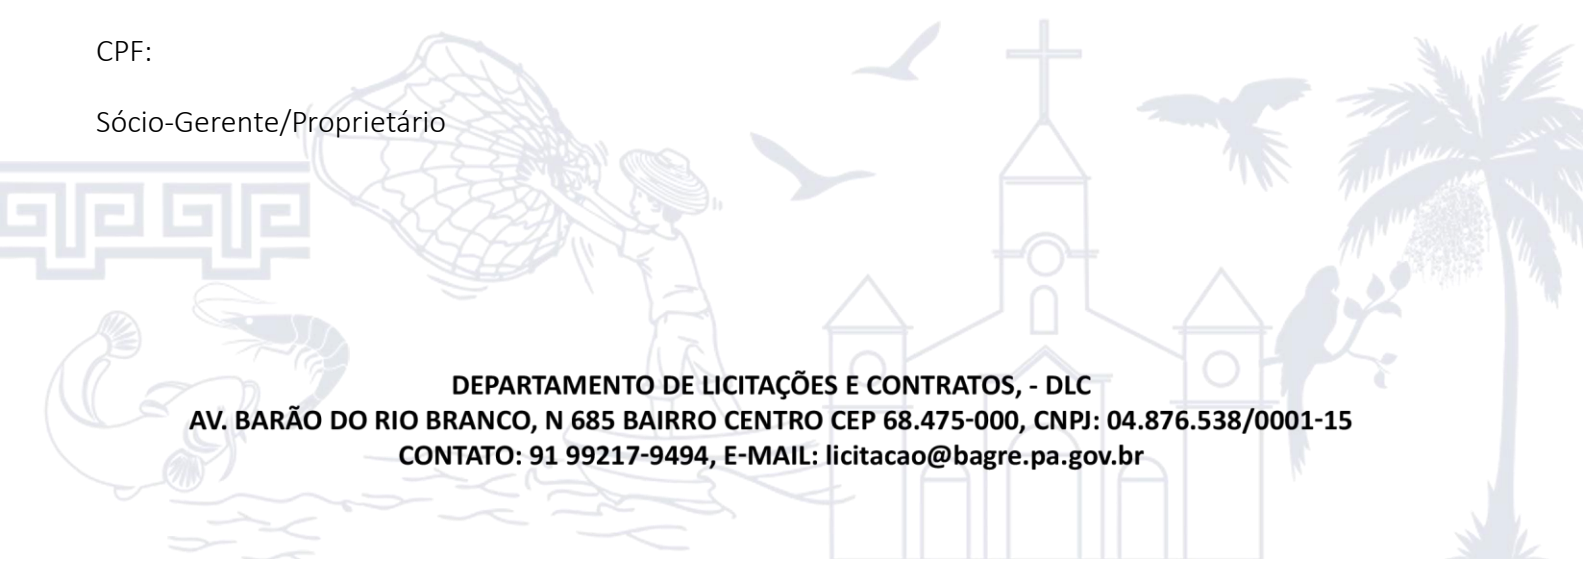 CPF:
Sócio-Gerente/Proprietário
DEPARTAMENTO DE LICITAÇÕES E CONTRATOS, - DLC
AV. BARÃO DO RIO BRANCO, N 685 BAIRRO CENTRO CEP 68.475-000, CNPJ: 04.876.538/0001-15
CONTATO: 91 99217-9494, E-MAIL: licitacao@bagre.pa.gov.br